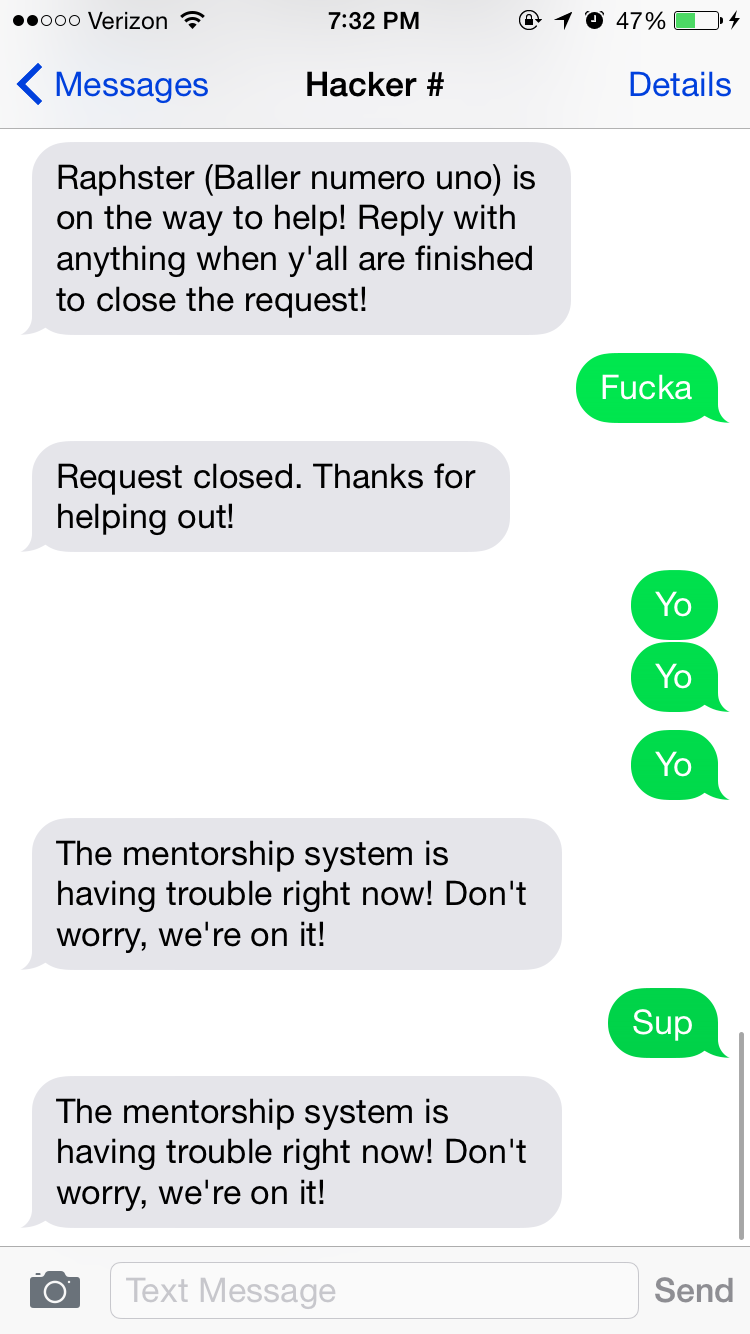 Verizon 7:32 PM 47%
Messages Hacker # Details
Raphster (Baller numero uno) is
on the way to help! Reply with
anything when y'all are finished
to close the request!
Fucka
Request closed. Thanks for
helping out!
Yo
Yo
Yo
The mentorship system is
having trouble right now! Don't
worry, we're on it!
Sup
The mentorship system is
having trouble right now! Don't
worry, we're on it!
Text Message Send